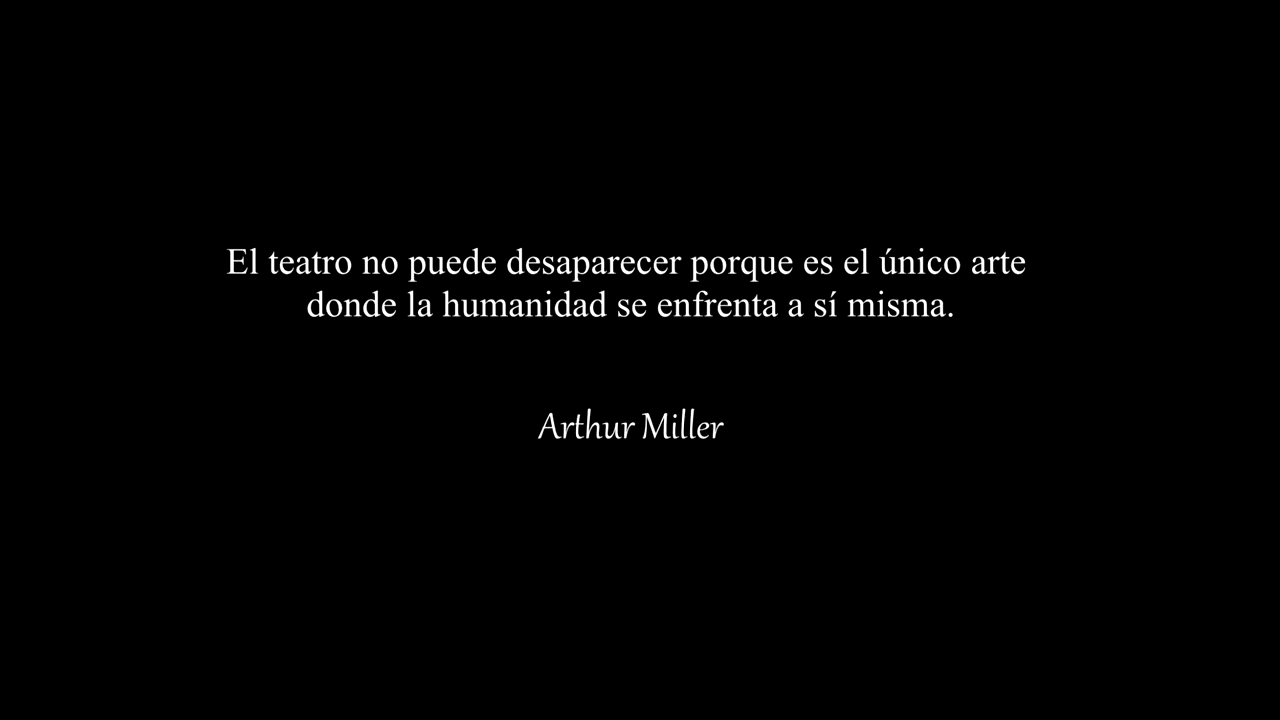 El teatro no puede desaparecer porque es el único arte
donde la humanidad se enfrenta a sí misma.
Arthur Miller